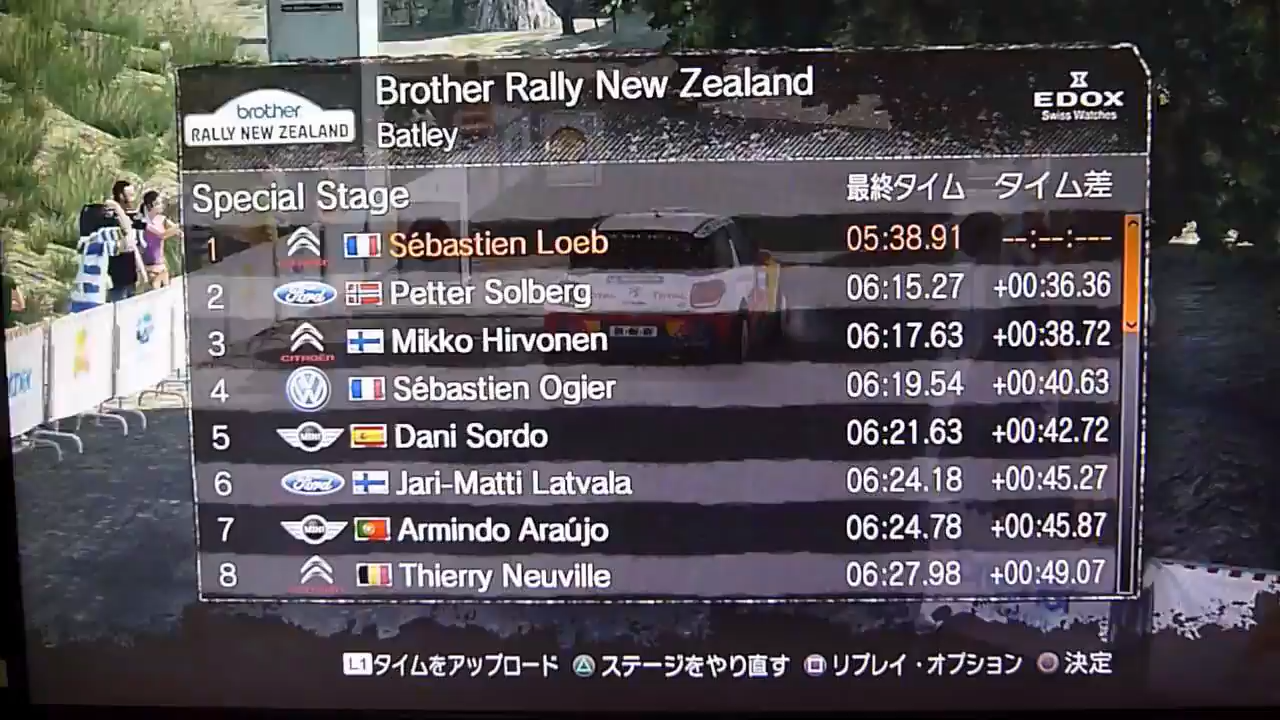 Brother Rally New Zealand
Batley
brother
RALLY NEW ZEALAND
EDOX
Swiss Watches
Special Stage 最終タイム タイム差
1 Sébastien Loeb 05:38.91 --:--:---
2 Ford Petter Solberg 06:15.27 +00:36.36
3 CITROËN Mikko Hirvonen 06:17.63 +00:38.72
4 Sébastien Ogier 06:19.54 +00:40.63
5 MINI Dani Sordo 06:21.63 +00:42.72
6 Ford Jari-Matti Latvala 06:24.18 +00:45.27
7 MINI Armindo Araújo 06:24.78 +00:45.87
8 Thierry Neuville 06:27.98 +00:49.07
L1 タイムをアップロード ステージをやり直す リプレイ・オプション 決定